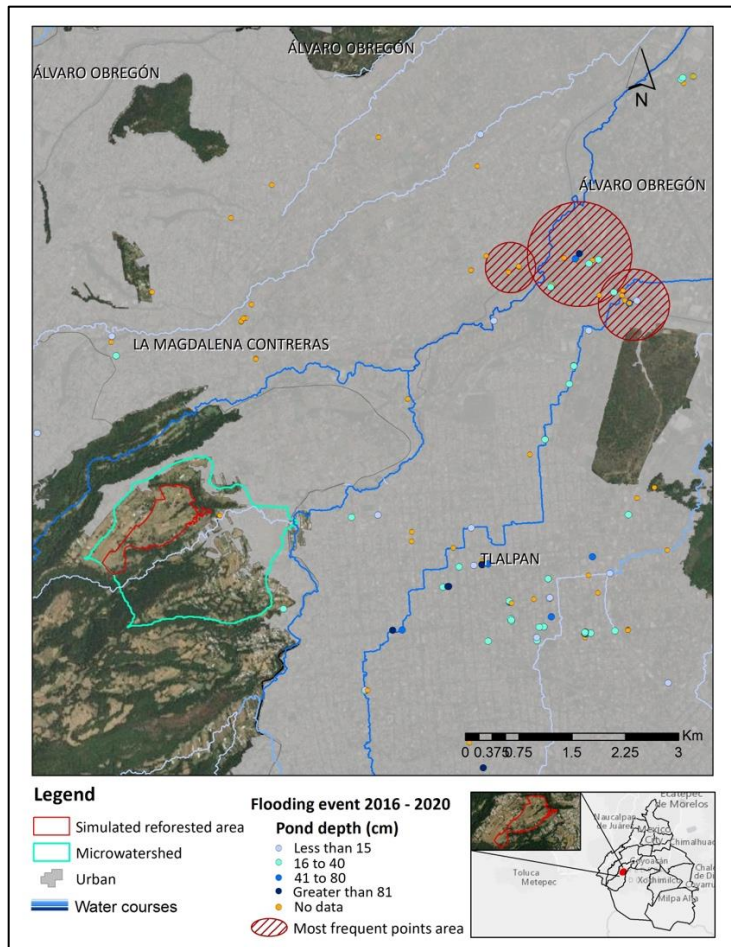 ÁLVARO OBREGÓN
ÁLVARO OBREGÓN
N
ÁLVARO OBREGÓN
LA MAGDALENA CONTRERAS
TLALPAN
Km
0 0.375 0.75 1.5 2.25 3
Legend
Simulated reforested area
Microwatershed
Urban
Water courses
Flooding event 2016 - 2020
Pond depth (cm)
Less than 15
16 to 40
41 to 80
Greater than 81
No data
Most frequent points area
Ecatepec
de Morelos
Naucalpan
de Juárez
Mexico
City
Chimalhuac
Coyoacán
Toluca
Metepec
Xochimilco
Milpa Alta